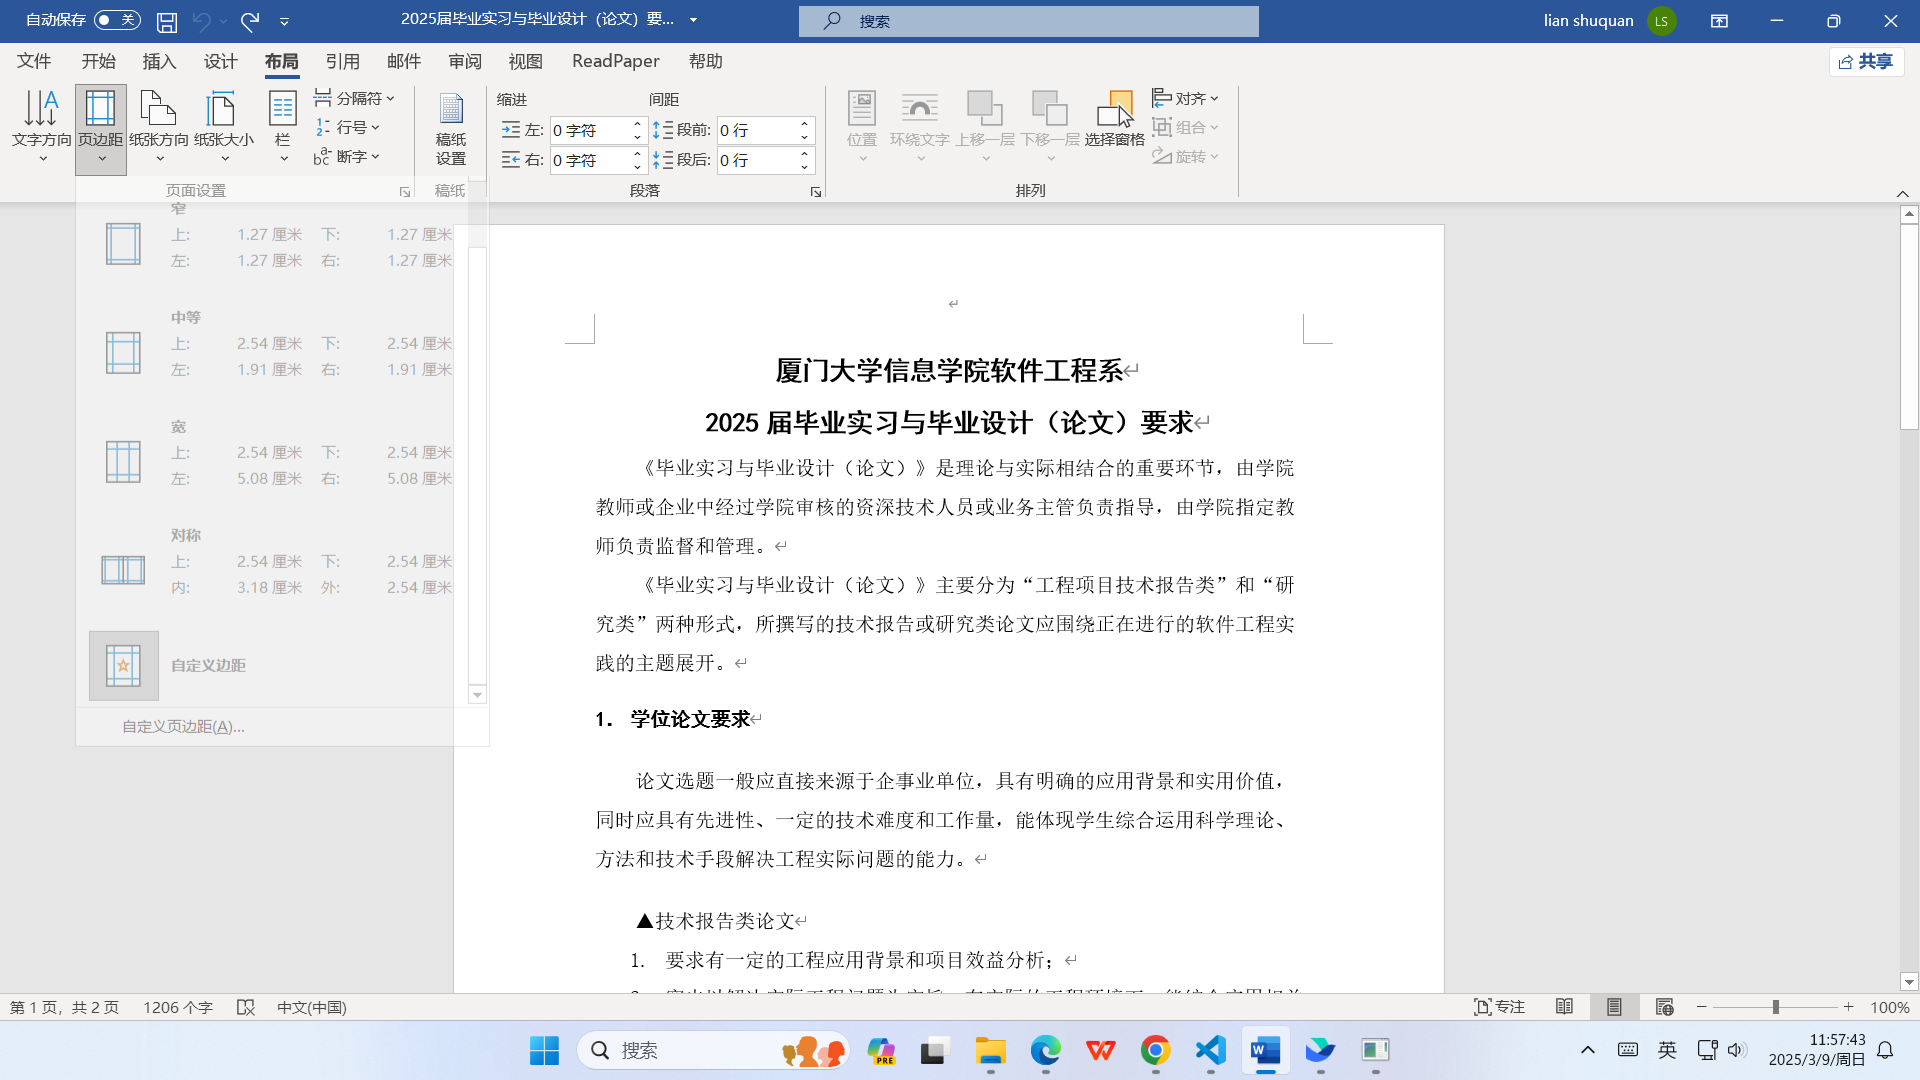 自动保存 关
2025届毕业实习与毕业设计（论文）要...
搜索
lian shuquan
LS
文件 开始 插入 设计 布局 引用 邮件 审阅 视图 ReadPaper 帮助
共享
文字方向
页边距
纸张方向
纸张大小
栏
分隔符
行号
断字
页面设置
稿纸
设置
稿纸
缩进
间距
左: 0 字符
段前: 0 行
右: 0 字符
段后: 0 行
段落
位置
环绕文字
上移一层
下移一层
选择窗格
对齐
组合
旋转
排列
窄
上: 1.27 厘米 下: 1.27 厘米
左: 1.27 厘米 右: 1.27 厘米
中等
上: 2.54 厘米 下: 2.54 厘米
左: 1.91 厘米 右: 1.91 厘米
宽
上: 2.54 厘米 下: 2.54 厘米
左: 5.08 厘米 右: 5.08 厘米
对称
上: 2.54 厘米 下: 2.54 厘米
内: 3.18 厘米 外: 2.54 厘米
自定义边距
自定义页边距(A)...
厦门大学信息学院软件工程系
2025 届毕业实习与毕业设计（论文）要求
《毕业实习与毕业设计（论文）》是理论与实际相结合的重要环节，由学院
教师或企业中经过学院审核的资深技术人员或业务主管负责指导，由学院指定教
师负责监督和管理。
《毕业实习与毕业设计（论文）》主要分为“工程项目技术报告类”和“研
究类”两种形式，所撰写的技术报告或研究类论文应围绕正在进行的软件工程实
践的主题展开。
1. 学位论文要求
论文选题一般应直接来源于企事业单位，具有明确的应用背景和实用价值，
同时应具有先进性、一定的技术难度和工作量，能体现学生综合运用科学理论、
方法和技术手段解决工程实际问题的能力。
▲技术报告类论文
1. 要求有一定的工程应用背景和项目效益分析；
第 1 页，共 2 页 1206 个字 中文(中国)
专注
100%
搜索
PRE
英
11:57:43
2025/3/9/周日